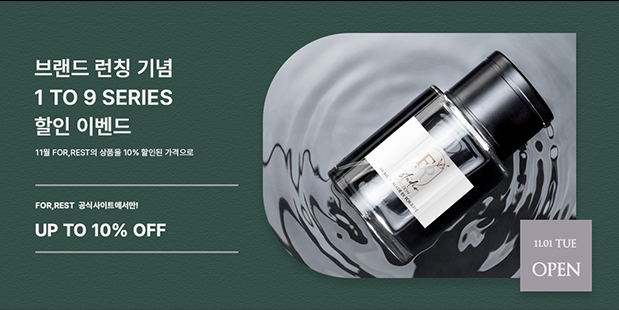 브랜드 런칭 기념
1 TO 9 SERIES
할인 이벤트
11월 FOR,REST의 상품을 10% 할인된 가격으로
FOR,REST 공식사이트에서만!
UP TO 10% OFF
11.01 TUE
OPEN